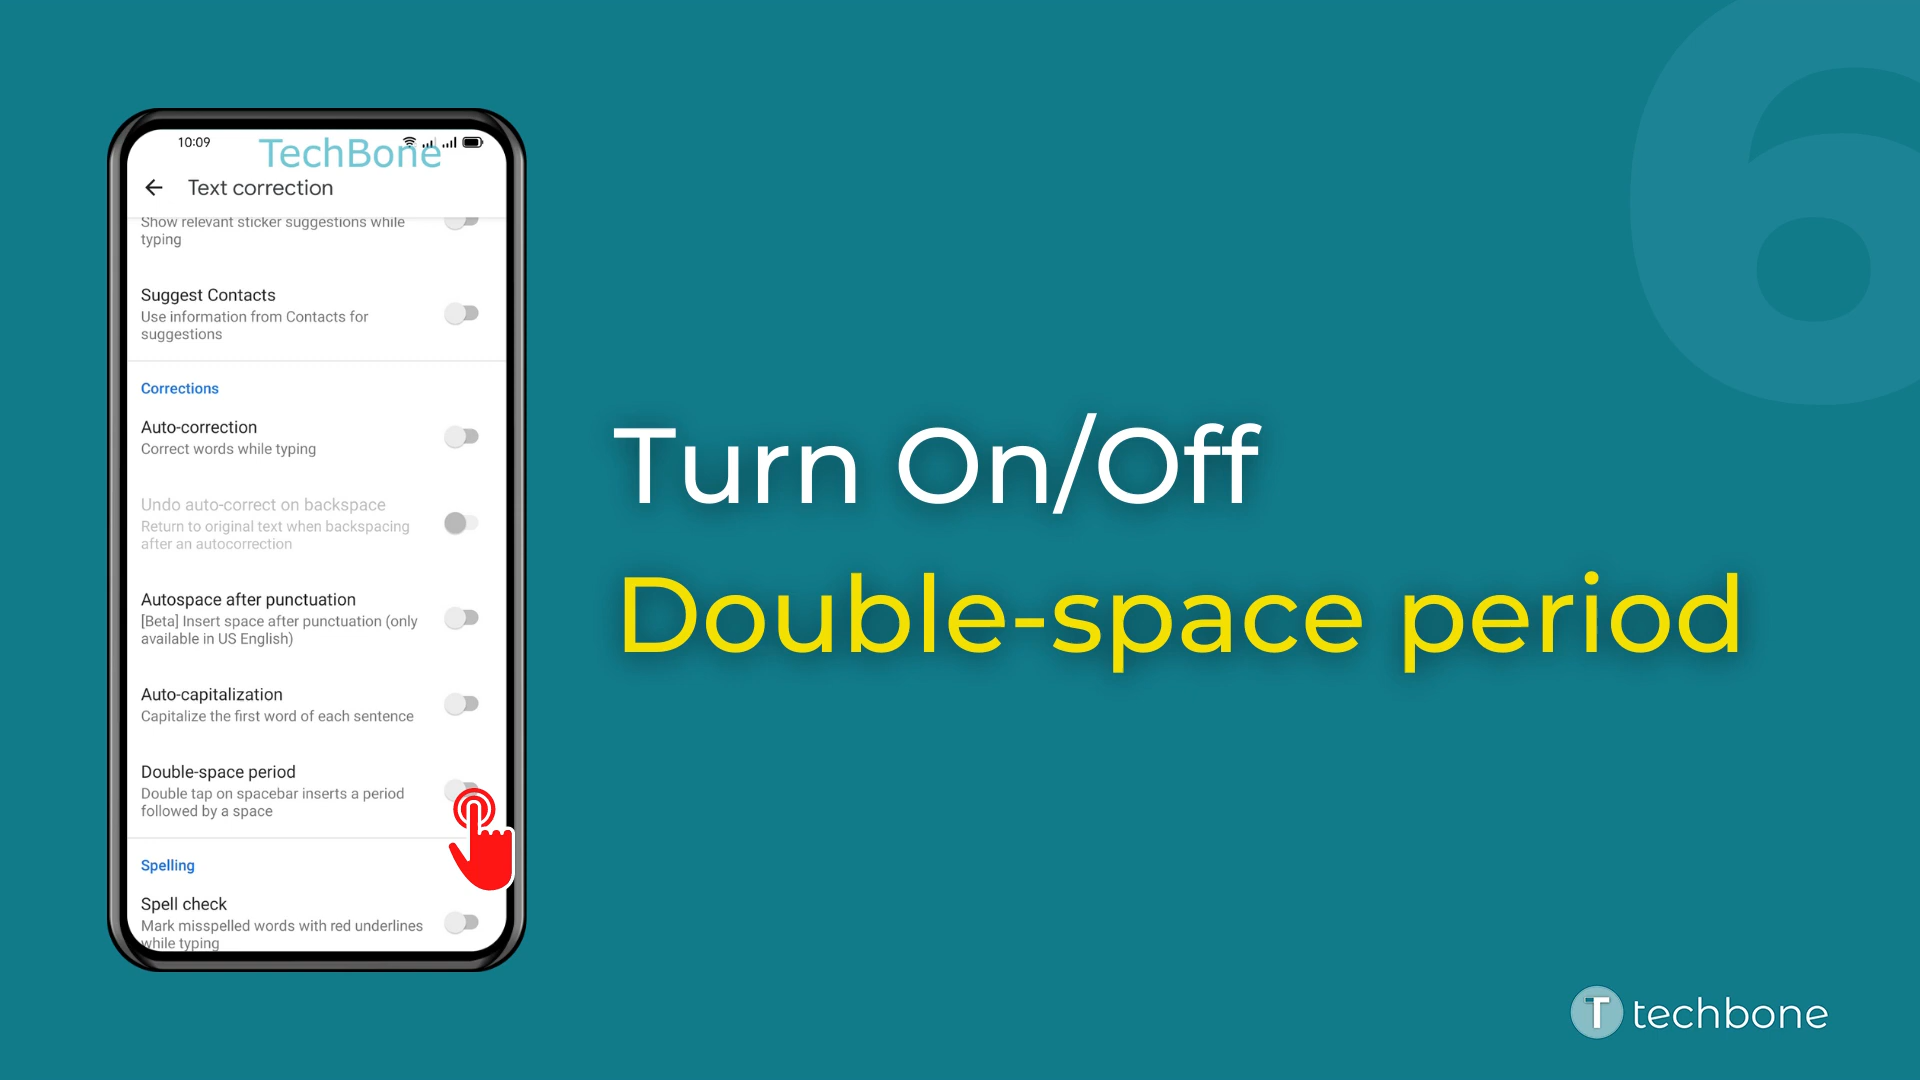 6
10:09
TechBone
Text correction
Show relevant sticker suggestions while
typing
Suggest Contacts
Use information from Contacts for
suggestions
Corrections
Auto-correction
Correct words while typing
Undo auto-correct on backspace
Return to original text when backspacing
after an autocorrection
Autospace after punctuation
[Beta] Insert space after punctuation (only
available in US English)
Auto-capitalization
Capitalize the first word of each sentence
Double-space period
Double tap on spacebar inserts a period
followed by a space
Spelling
Spell check
Mark misspelled words with red underlines
while typing
Turn On/Off
Double-space period
T techbone